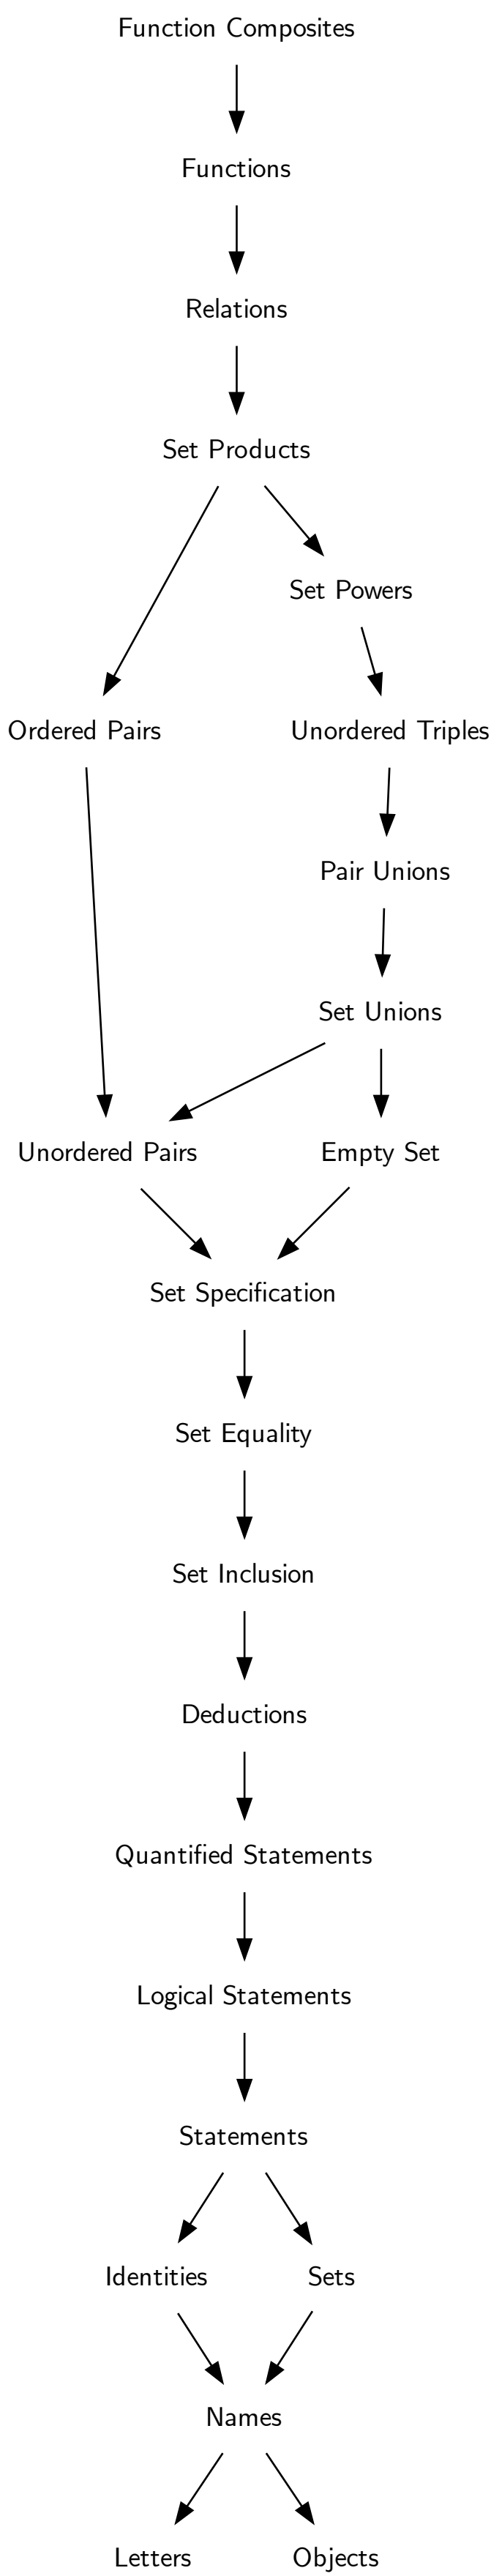 Function Composites
Functions
Relations
Set Products
Set Powers
Ordered Pairs
Unordered Triples
Pair Unions
Set Unions
Unordered Pairs
Empty Set
Set Specification
Set Equality
Set Inclusion
Deductions
Quantified Statements
Logical Statements
Statements
Identities
Sets
Names
Letters
Objects